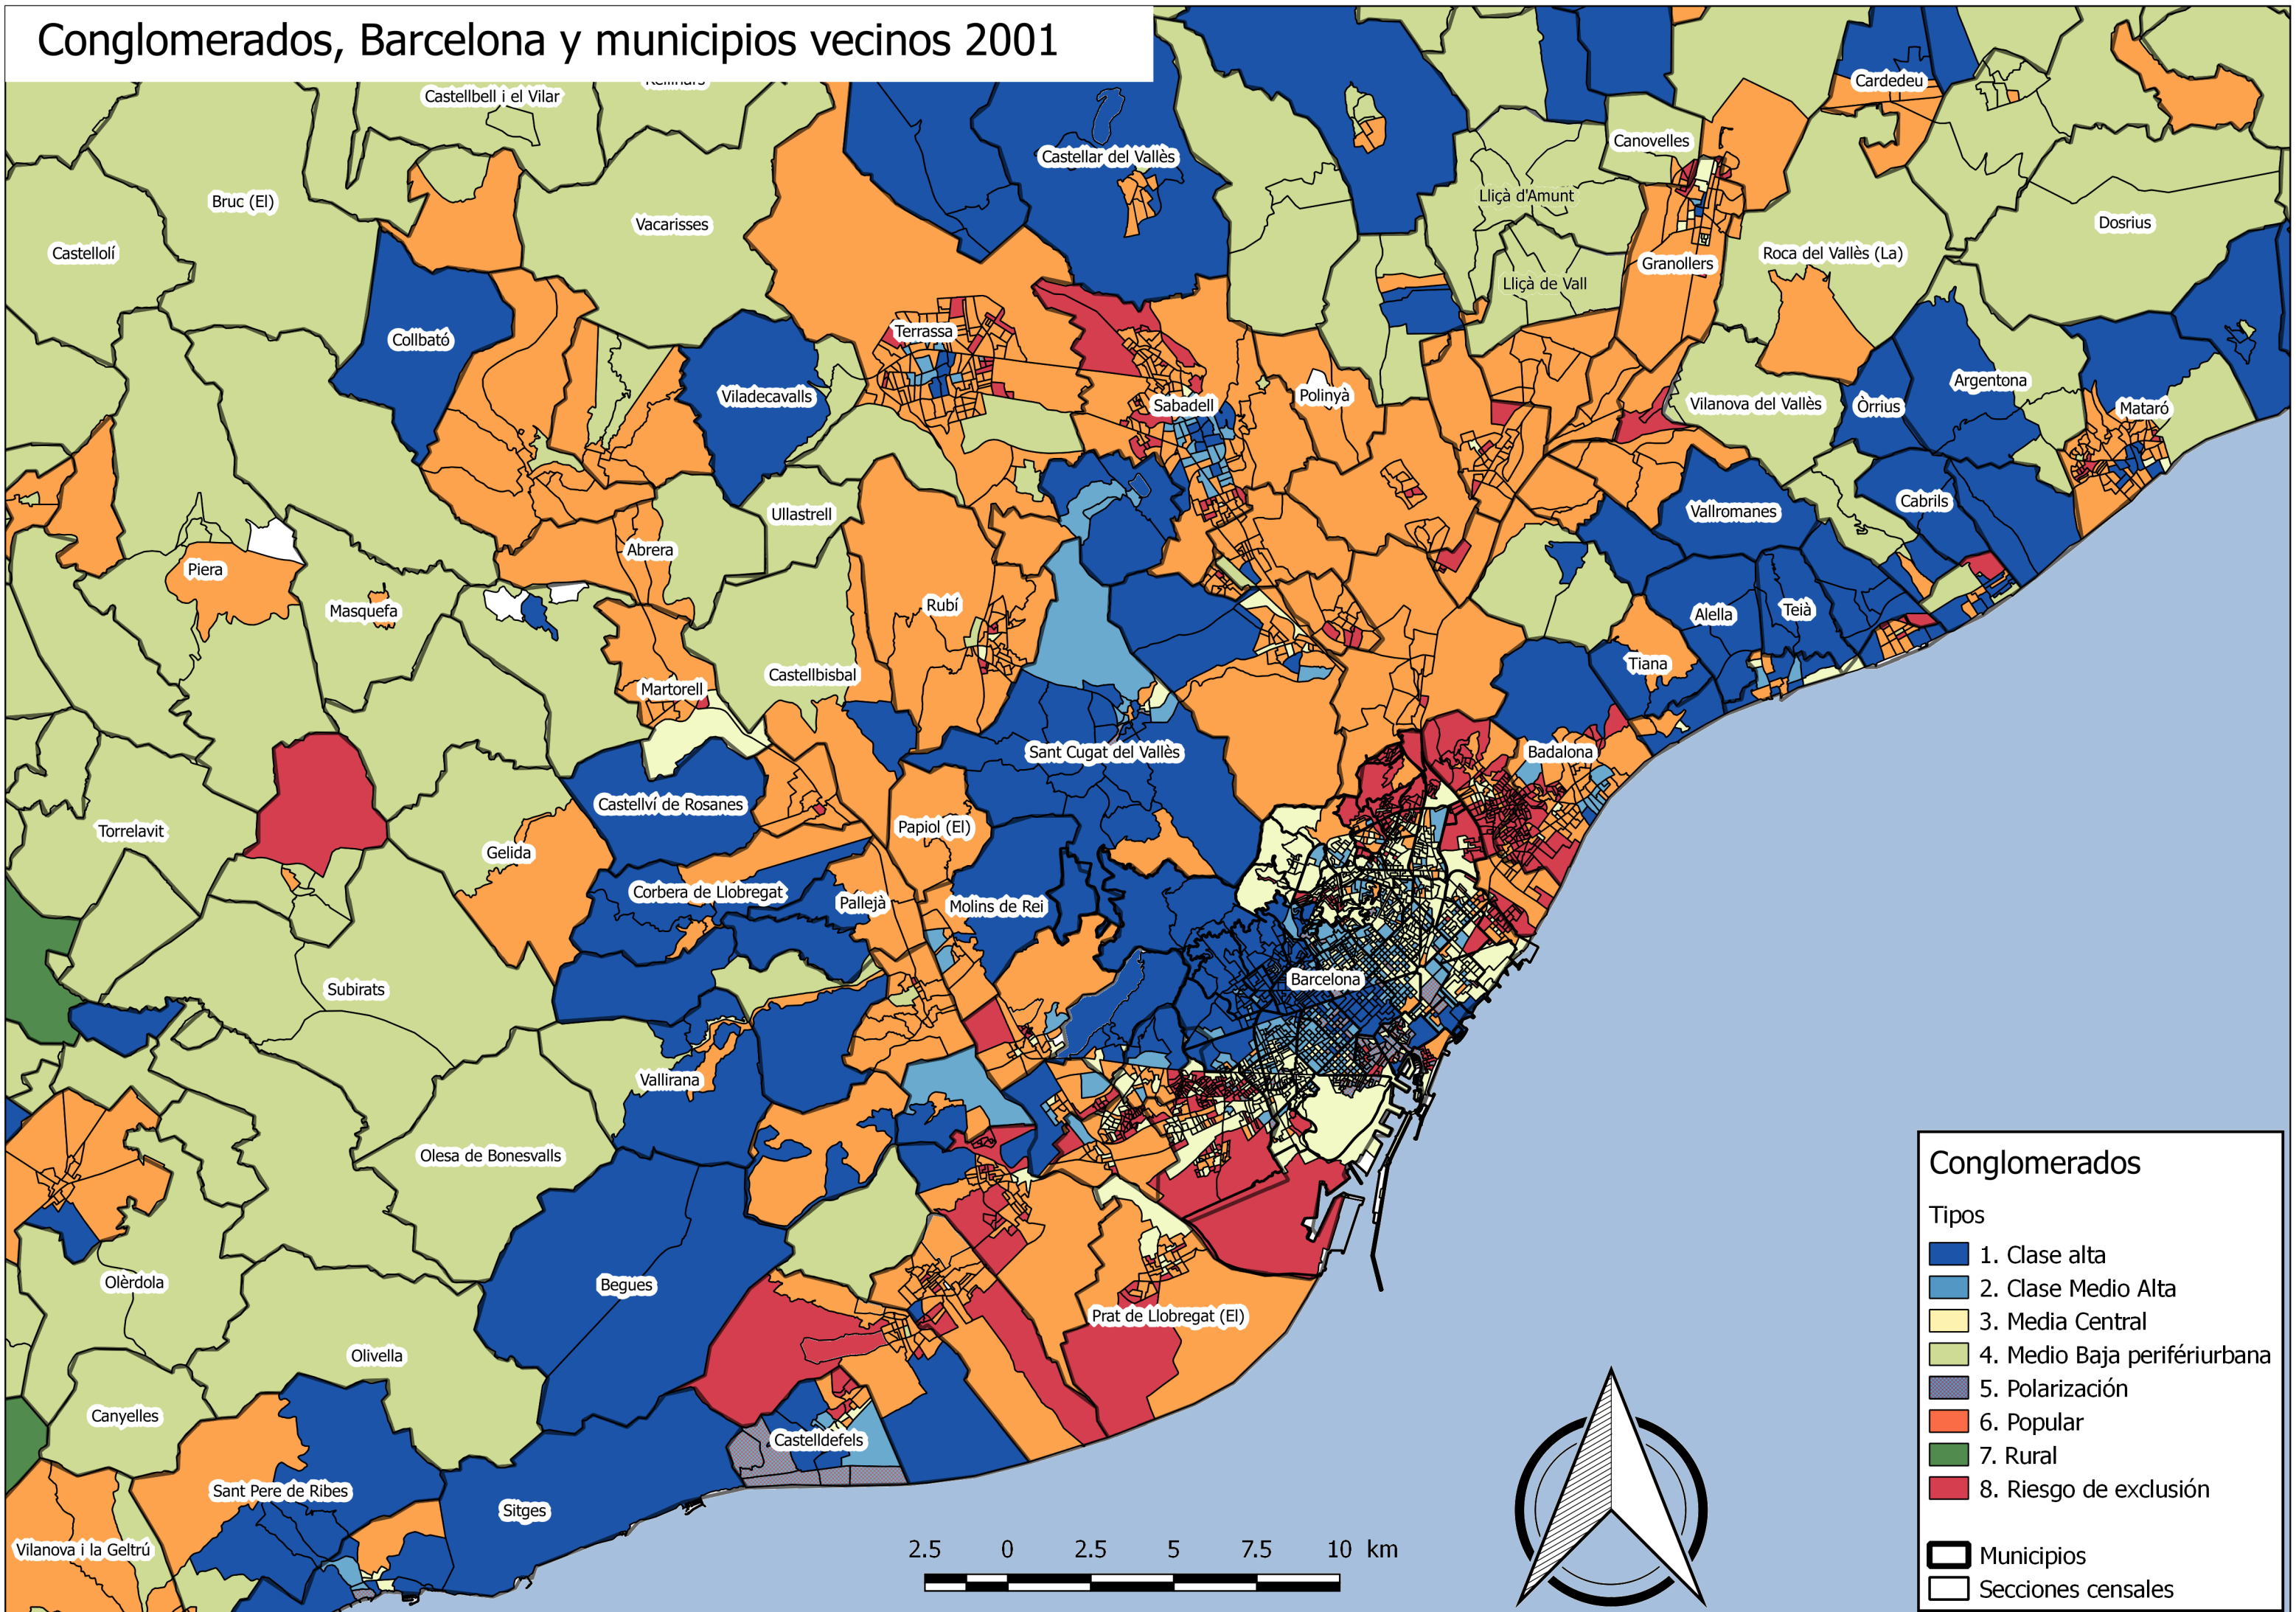 Conglomerados, Barcelona y municipios vecinos 2001
Castellbell i el Vilar
Cardedeu
Canovelles
Castellar del Vallès
Bruc (El)
Lliçà d'Amunt
Vacarisses
Dosrius
Castellolí
Roca del Vallès (La)
Granollers
Lliçà de Vall
Terrassa
Collbató
Argentona
Viladecavalls
Polinyà
Sabadell
Vilanova del Vallès
Òrrius
Mataró
Cabrils
Vallromanes
Ullastrell
Abrera
Piera
Masquefa
Rubí
Teià
Alella
Tiana
Castellbisbal
Martorell
Sant Cugat del Vallès
Badalona
Castellví de Rosanes
Papiol (El)
Torrelavit
Gelida
Corbera de Llobregat
Pallejà
Molins de Rei
Barcelona
Subirats
Vallirana
Olesa de Bonesvalls
Olèrdola
Begues
Prat de Llobregat (El)
Olivella
Canyelles
Castelldefels
Sant Pere de Ribes
Sitges
Vilanova i la Geltrú
2.5 0 2.5 5 7.5 10 km
Conglomerados
Tipos
1. Clase alta
2. Clase Medio Alta
3. Media Central
4. Medio Baja perifériurbana
5. Polarización
6. Popular
7. Rural
8. Riesgo de exclusión
Municipios
Secciones censales